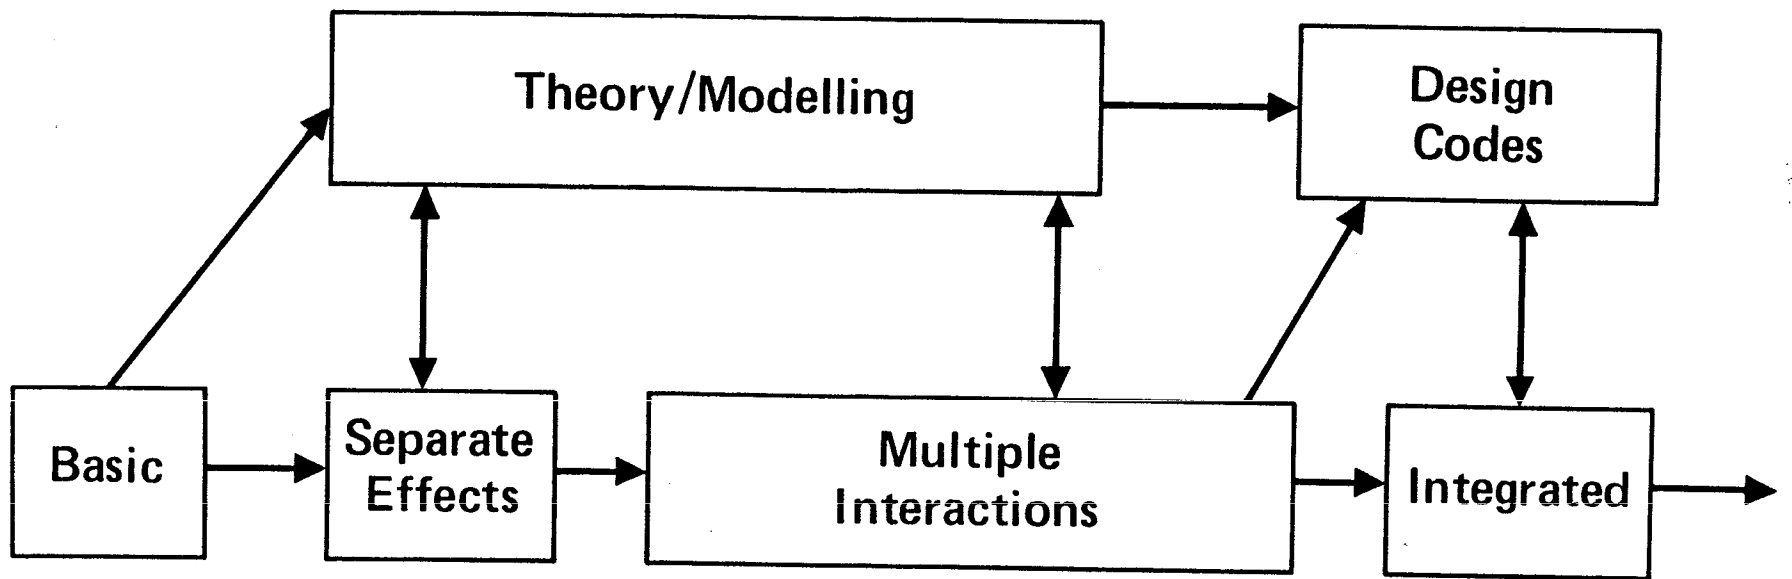 Theory/Modelling
Design
Codes
Basic
Separate
Effects
Multiple
Interactions
Integrated